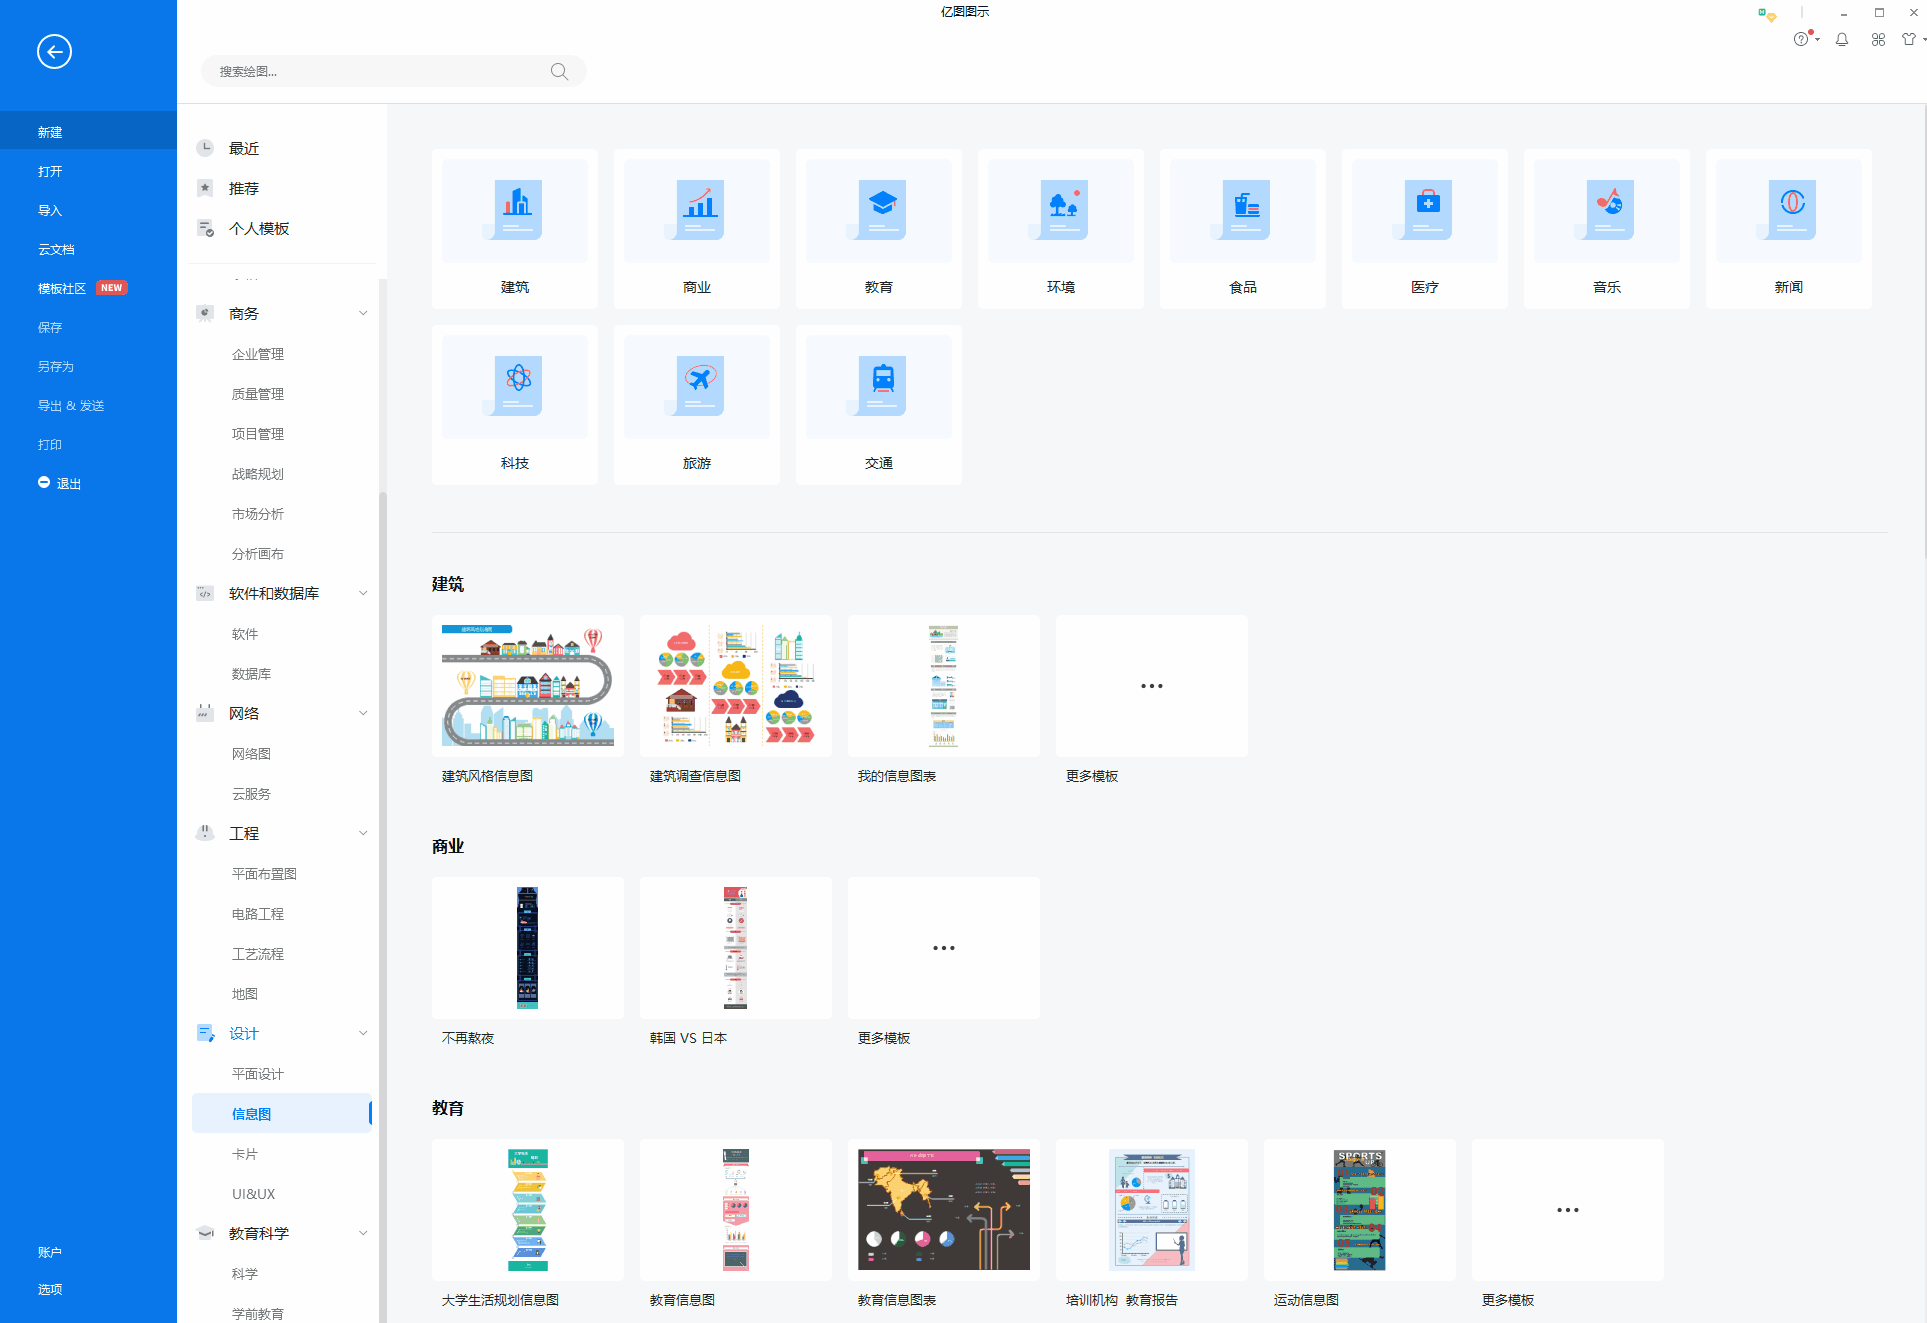 亿图图示
搜索绘图...
新建
打开
导入
云文档
模板社区 NEW
保存
另存为
导出 & 发送
打印
退出
账户
选项
最近
推荐
个人模板
商务
企业管理
质量管理
项目管理
战略规划
市场分析
分析画布
软件和数据库
软件
数据库
网络
网络图
云服务
工程
平面布置图
电路工程
工艺流程
地图
设计
平面设计
信息图
卡片
UI&UX
教育科学
科学
学前教育
建筑
商业
教育
环境
食品
医疗
音乐
新闻
科技
旅游
交通
建筑
建筑风格信息图
建筑调查信息图
我的信息图表
更多模板
商业
不再熬夜
韩国 VS 日本
更多模板
教育
SPORTS
大学生活规划信息图
教育信息图
教育信息图表
培训机构 教育报告
运动信息图
更多模板